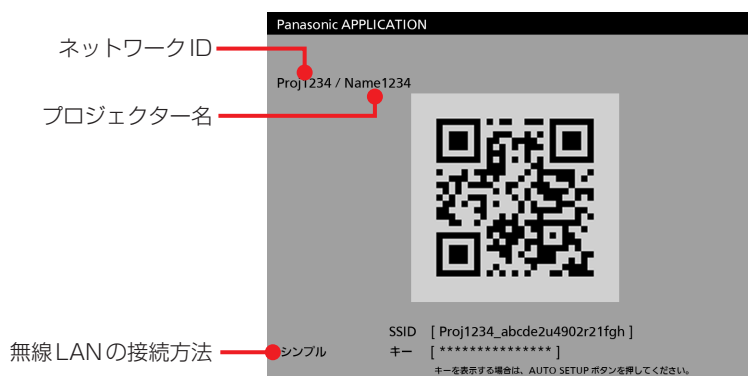 Panasonic APPLICATION
ネットワークID
Proj1234 / Name1234
プロジェクター名
SSID [ Proj1234_abcde2u4902r21fgh ]
無線LANの接続方法
シンプル キー [ *************** ]
キーを表示する場合は、AUTO SETUP ボタンを押してください。